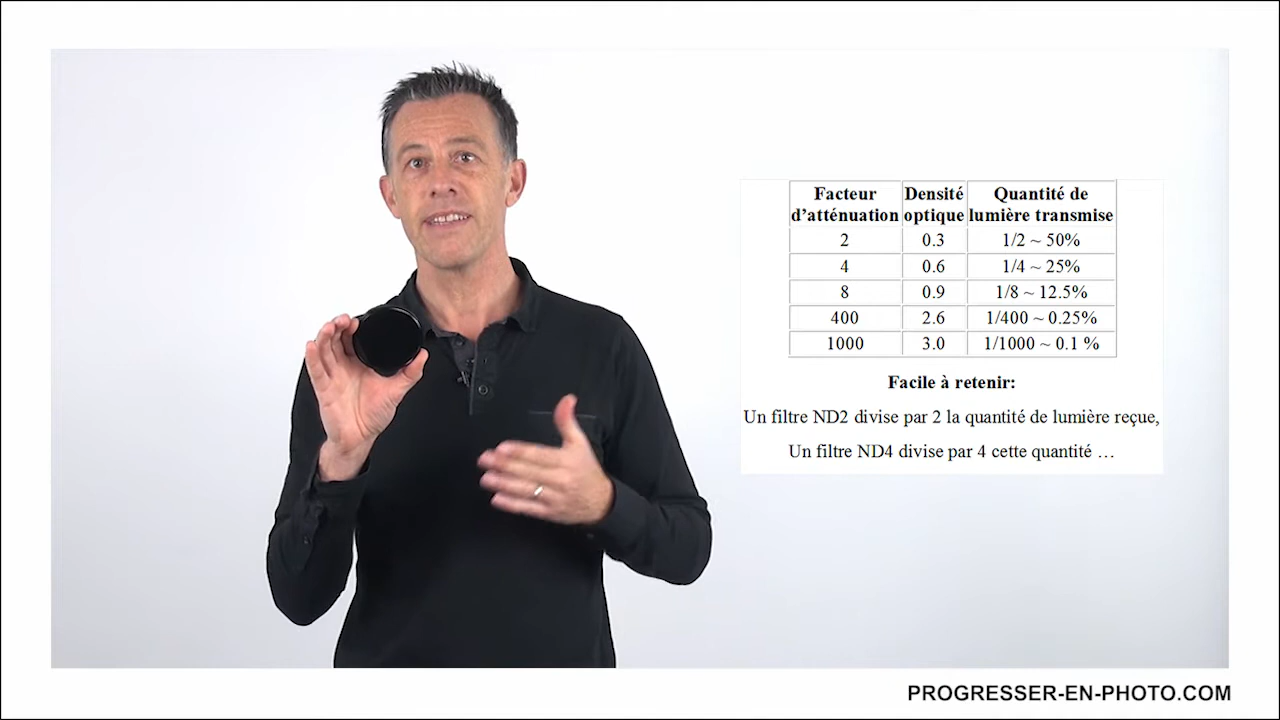 Facteur Densité Quantité de
d’atténuation optique lumière transmise
2 0.3 1/2 ~ 50%
4 0.6 1/4 ~ 25%
8 0.9 1/8 ~ 12.5%
400 2.6 1/400 ~ 0.25%
1000 3.0 1/1000 ~ 0.1 %
Facile à retenir:
Un filtre ND2 divise par 2 la quantité de lumière reçue,
Un filtre ND4 divise par 4 cette quantité …
PROGRESSER-EN-PHOTO.COM